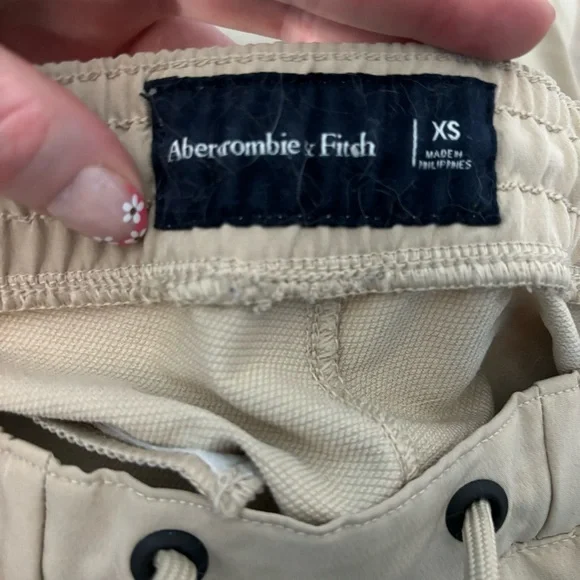 Abercrombie & Fitch
XS
MADE IN
PHILIPPINES